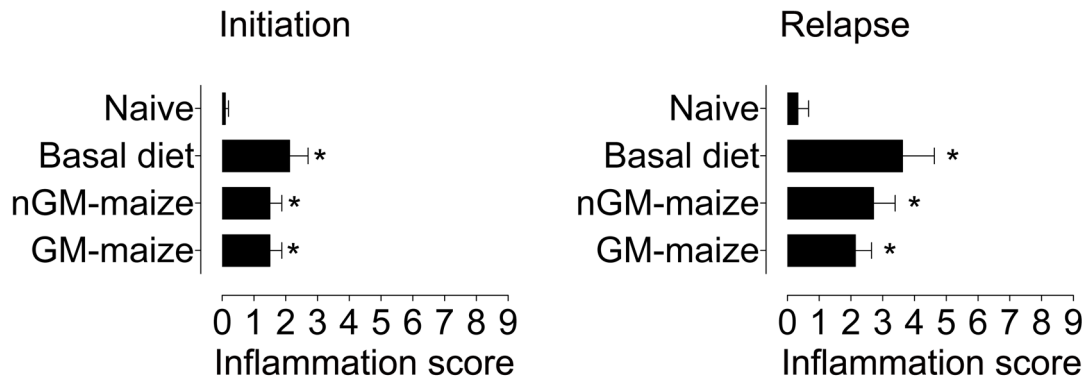 Initiation
Naive
Basal diet *
nGM-maize *
GM-maize *
0 1 2 3 4 5 6 7 8 9
Inflammation score
Relapse
Naive
Basal diet *
nGM-maize *
GM-maize *
0 1 2 3 4 5 6 7 8 9
Inflammation score